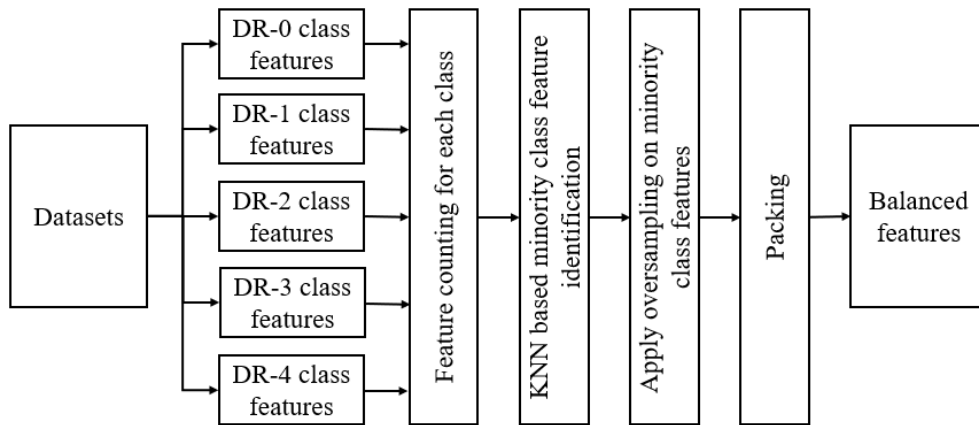 Datasets
DR-0 class
features
DR-1 class
features
DR-2 class
features
DR-3 class
features
DR-4 class
features
Feature counting for each class
KNN based minority class feature
identification
Apply oversampling on minority
class features
Packing
Balanced
features